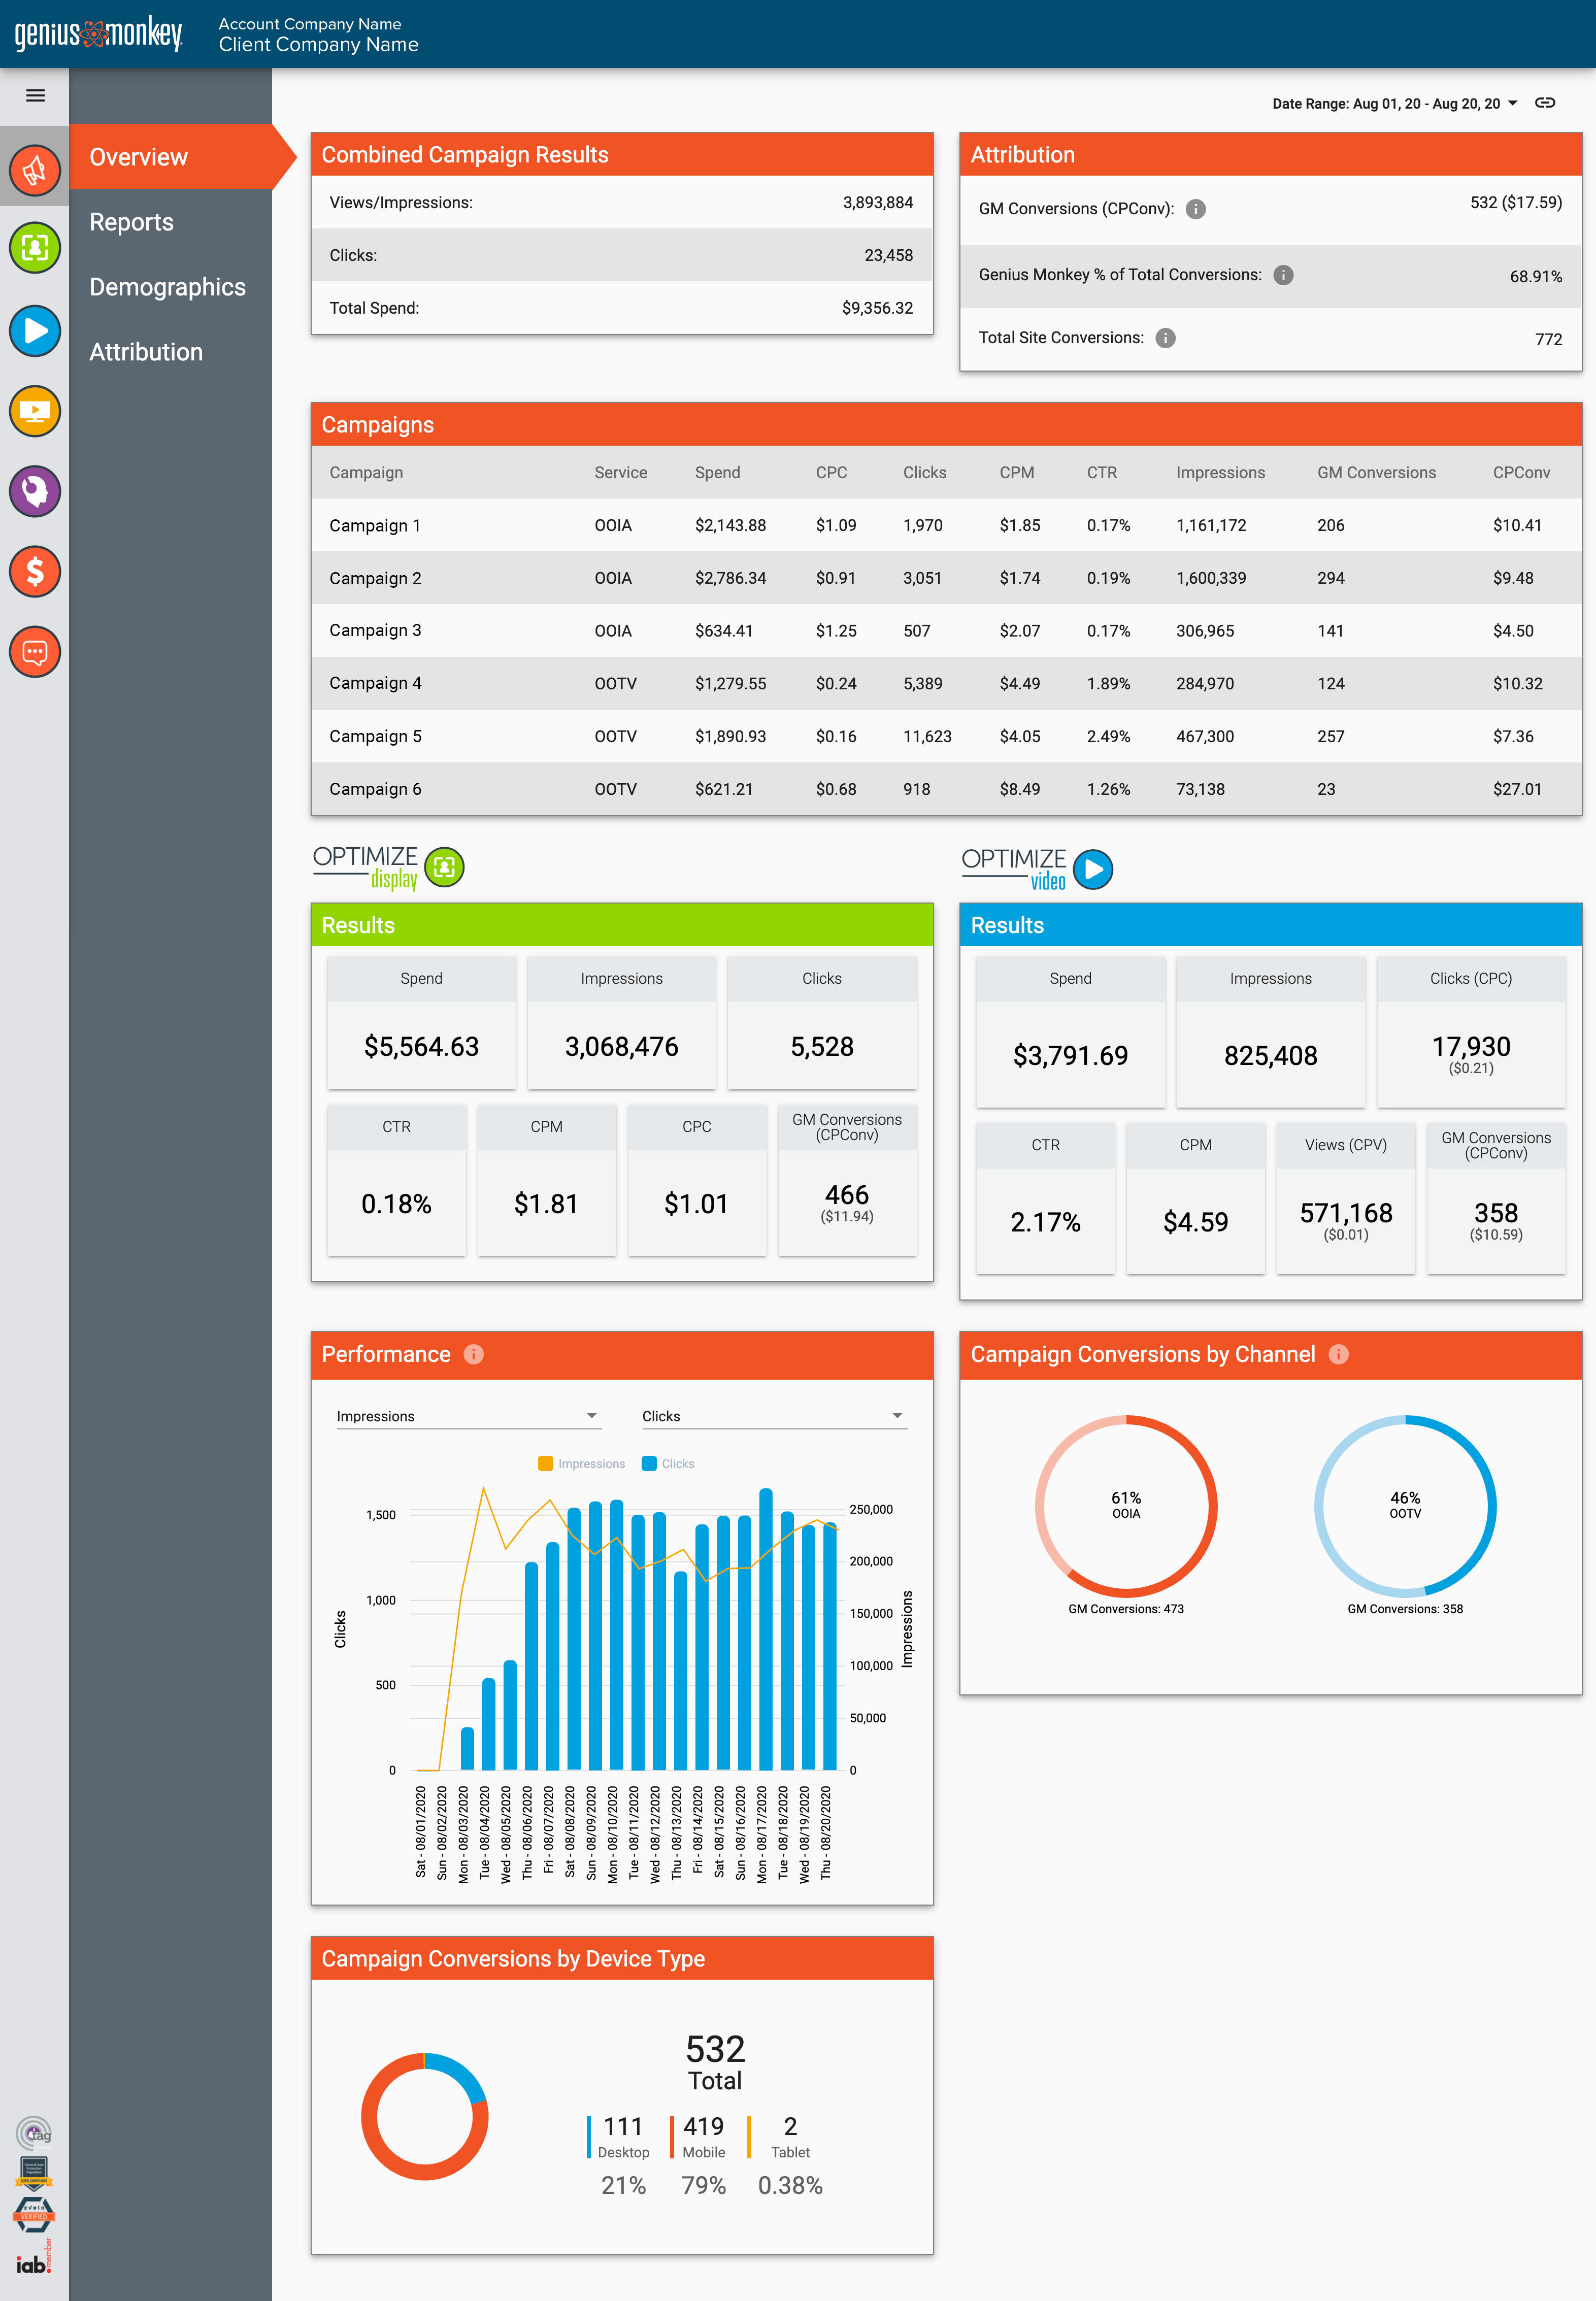 genius monkey
Account Company Name
Client Company Name
Date Range: Aug 01, 20 - Aug 20, 20
Overview
Reports
Demographics
Attribution
Combined Campaign Results
Views/Impressions: 3,893,884
Clicks: 23,458
Total Spend: $9,356.32
Attribution
GM Conversions (CPConv): i 532 ($17.59)
Genius Monkey % of Total Conversions: i 68.91%
Total Site Conversions: i 772
Campaigns
Campaign Service Spend CPC Clicks CPM CTR Impressions GM Conversions CPConv
Campaign 1 OOIA $2,143.88 $1.09 1,970 $1.85 0.17% 1,161,172 206 $10.41
Campaign 2 OOIA $2,786.34 $0.91 3,051 $1.74 0.19% 1,600,339 294 $9.48
Campaign 3 OOIA $634.41 $1.25 507 $2.07 0.17% 306,965 141 $4.50
Campaign 4 OOTV $1,279.55 $0.24 5,389 $4.49 1.89% 284,970 124 $10.32
Campaign 5 OOTV $1,890.93 $0.16 11,623 $4.05 2.49% 467,300 257 $7.36
Campaign 6 OOTV $621.21 $0.68 918 $8.49 1.26% 73,138 23 $27.01
OPTIMIZE
display
Results
Spend Impressions Clicks
$5,564.63 3,068,476 5,528
CTR CPM CPC GM Conversions
(CPConv)
0.18% $1.81 $1.01 466
($11.94)
OPTIMIZE
video
Results
Spend Impressions Clicks (CPC)
$3,791.69 825,408 17,930
($0.21)
CTR CPM Views (CPV) GM Conversions
(CPConv)
2.17% $4.59 571,168 358
($0.01) ($10.59)
Performance i
Impressions Clicks
Impressions Clicks
1,500
1,000
500
0
Clicks
250,000
200,000
150,000
100,000
50,000
0
Impressions
Sat - 08/01/2020
Sun - 08/02/2020
Mon - 08/03/2020
Tue - 08/04/2020
Wed - 08/05/2020
Thu - 08/06/2020
Fri - 08/07/2020
Sat - 08/08/2020
Sun - 08/09/2020
Mon - 08/10/2020
Tue - 08/11/2020
Wed - 08/12/2020
Thu - 08/13/2020
Fri - 08/14/2020
Sat - 08/15/2020
Sun - 08/16/2020
Mon - 08/17/2020
Tue - 08/18/2020
Wed - 08/19/2020
Thu - 08/20/2020
Campaign Conversions by Channel i
61%
OOIA
GM Conversions: 473
46%
OOTV
GM Conversions: 358
Campaign Conversions by Device Type
532
Total
111 419 2
Desktop Mobile Tablet
21% 79% 0.38%
tag
VERIFIED
iab.
member